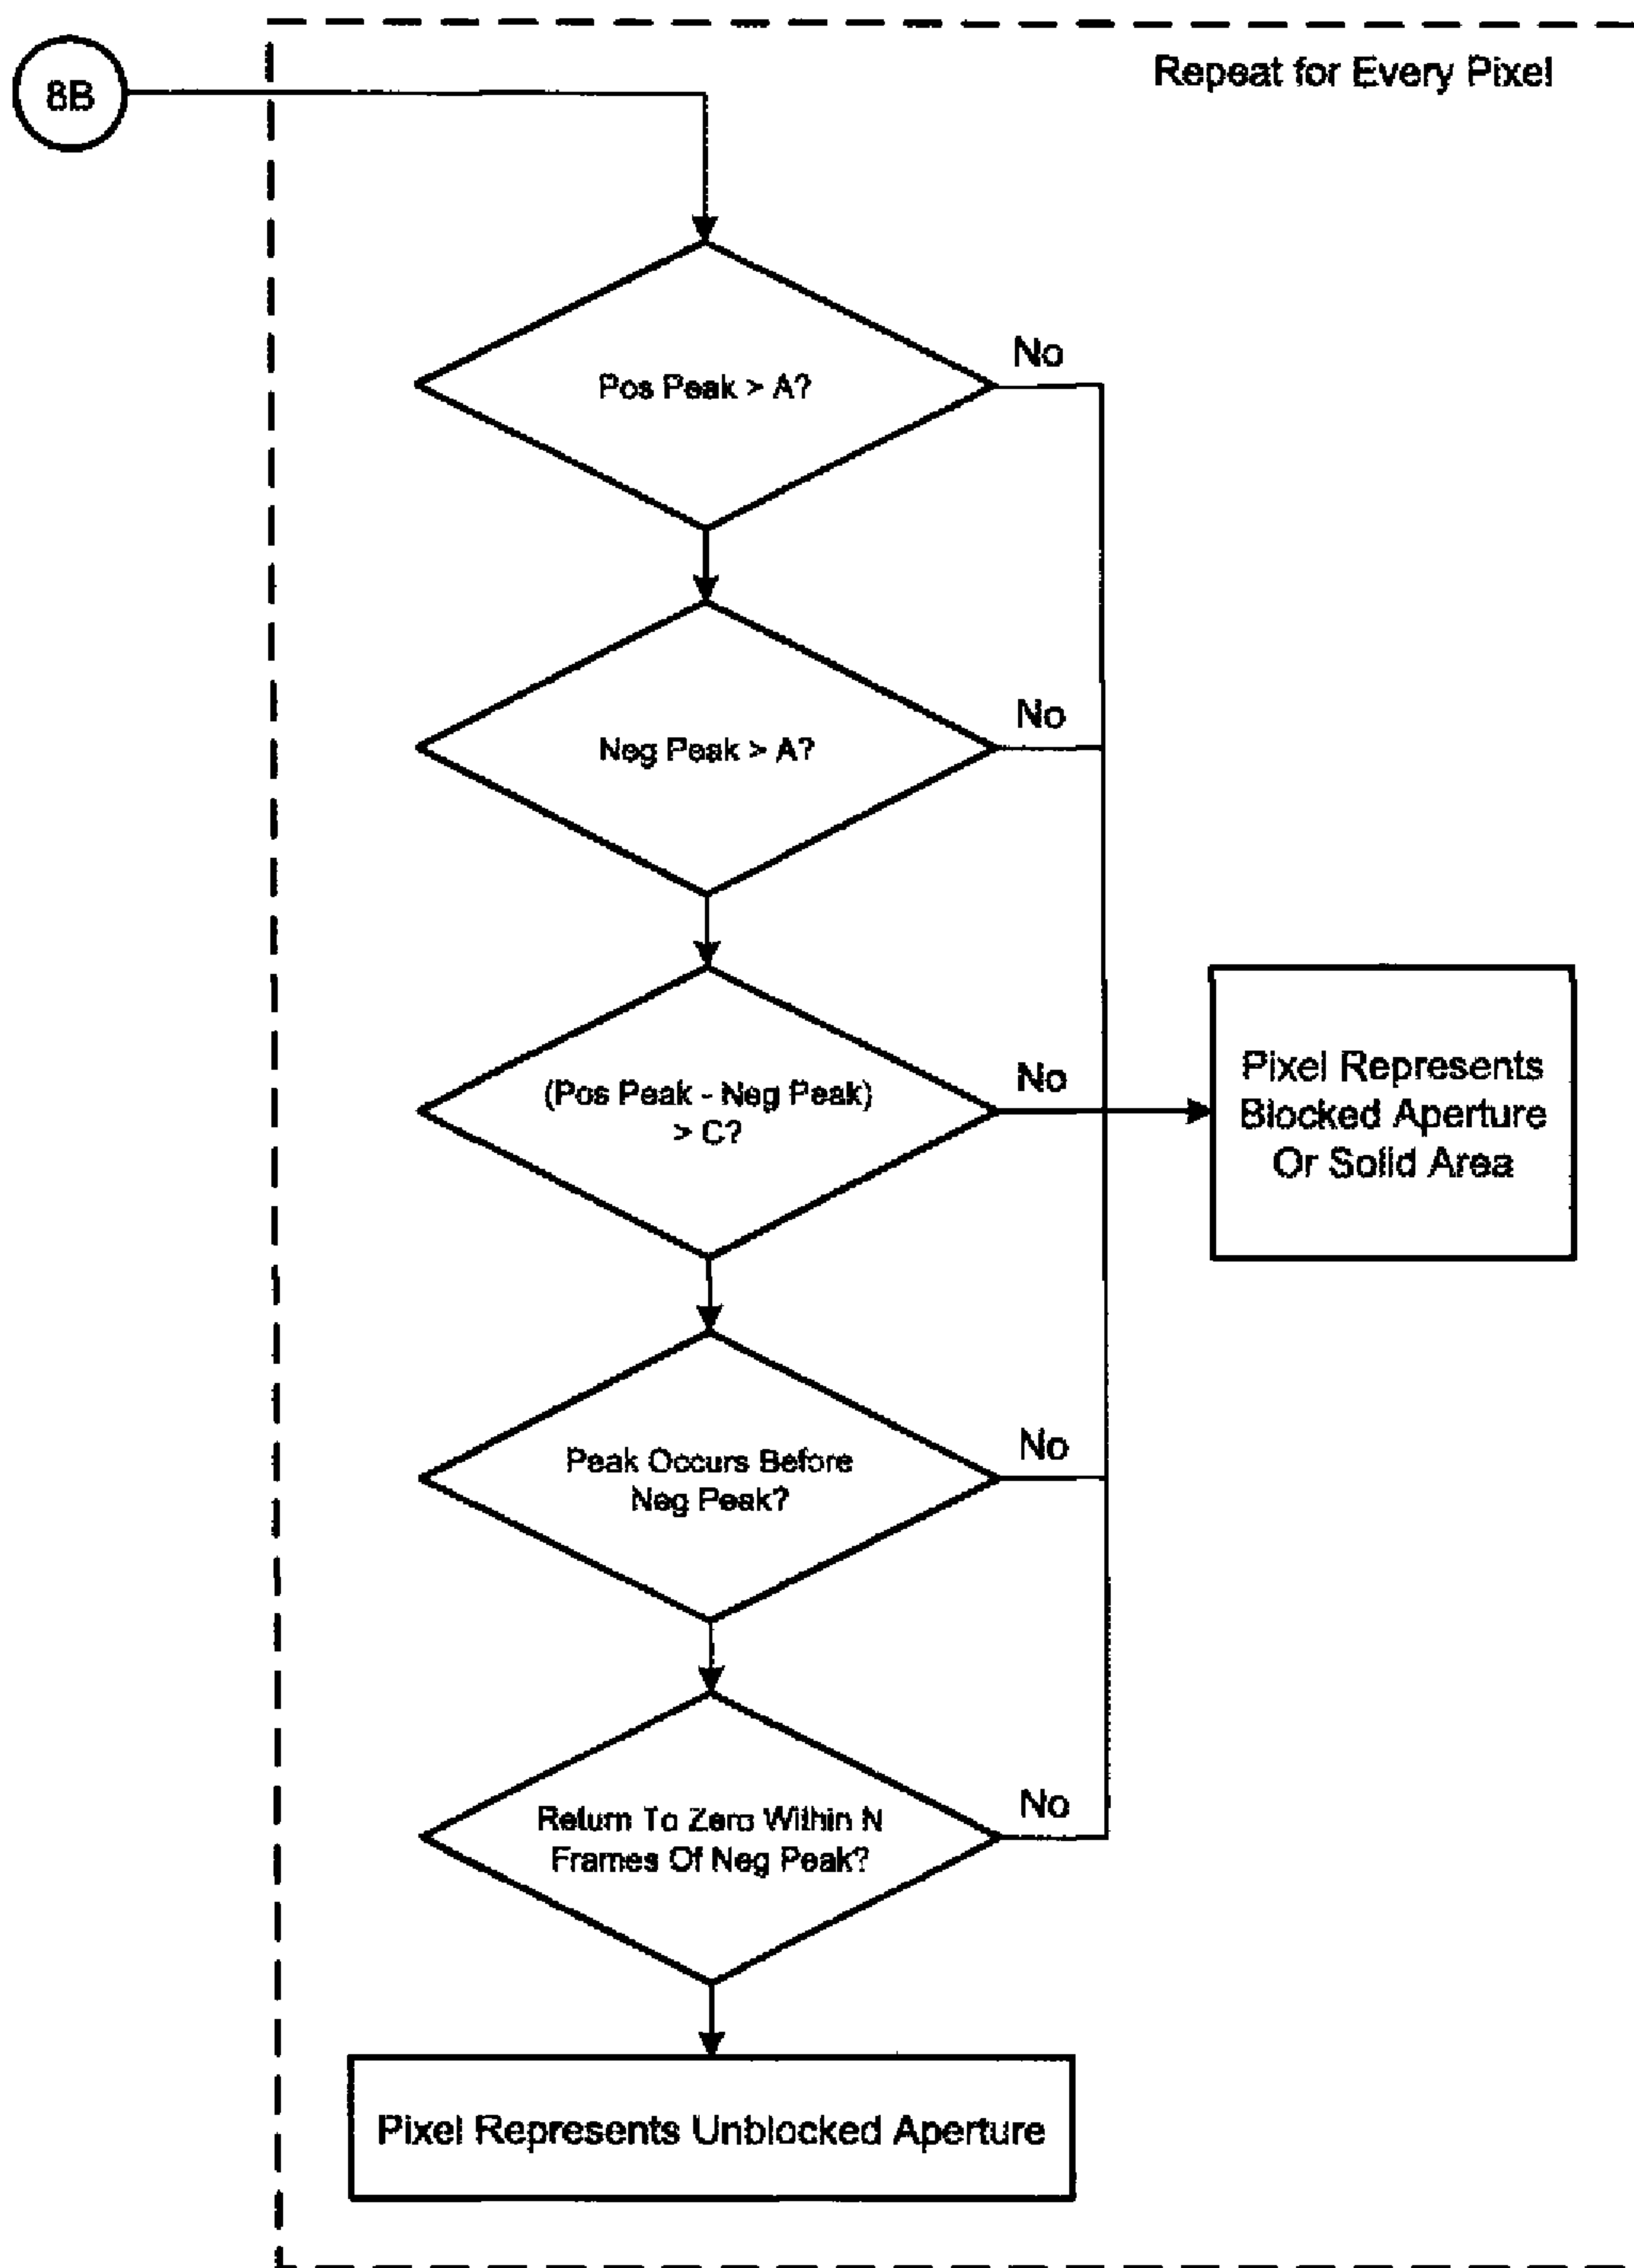 8B
Repeat for Every Pixel
Pos Peak > A?
No
Neg Peak > A?
No
(Pos Peak - Neg Peak)
> C?
No
Pixel Represents
Blocked Aperture
Or Solid Area
Peak Occurs Before
Neg Peak?
No
Return To Zero Within N
Frames Of Neg Peak?
No
Pixel Represents Unblocked Aperture